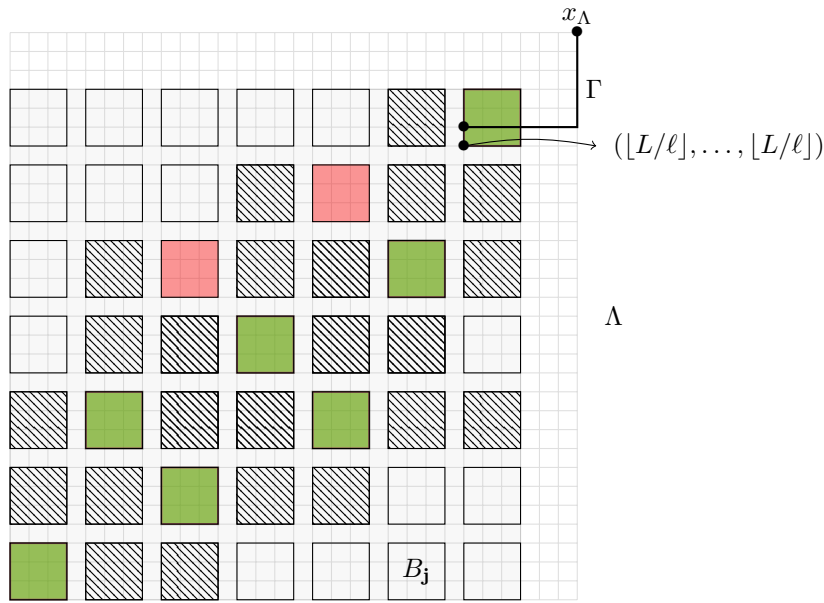 x_Λ
Γ
(⌊L/ℓ⌋, . . . , ⌊L/ℓ⌋)
Λ
B_𝐣